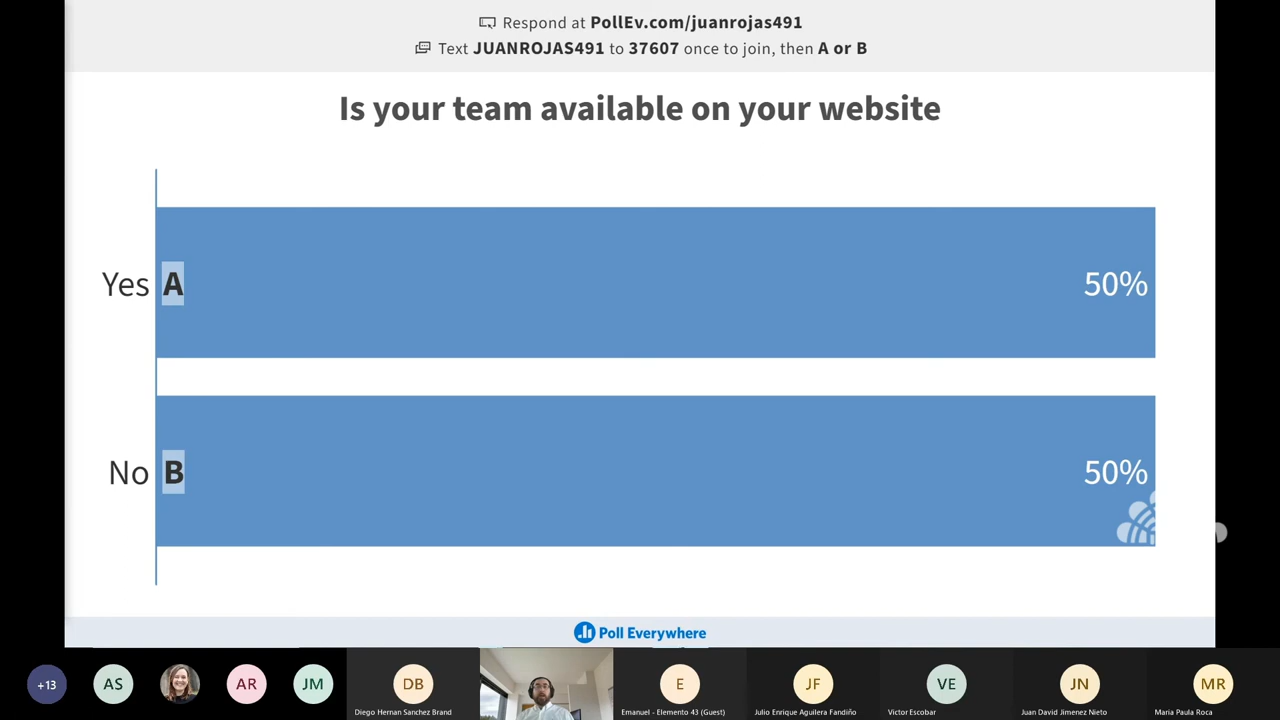 Respond at PollEv.com/juanrojas491
Text JUANROJAS491 to 37607 once to join, then A or B
Is your team available on your website
Yes A 50%
No B 50%
Poll Everywhere
+13 AS AR JM DB E JF VE JN MR
Diego Hernan Sanchez Brand Emanuel - Elemento 43 (Guest) Julio Enrique Aguilera Fandiño Victor Escobar Juan David Jimenez Nieto Maria Paula Roca